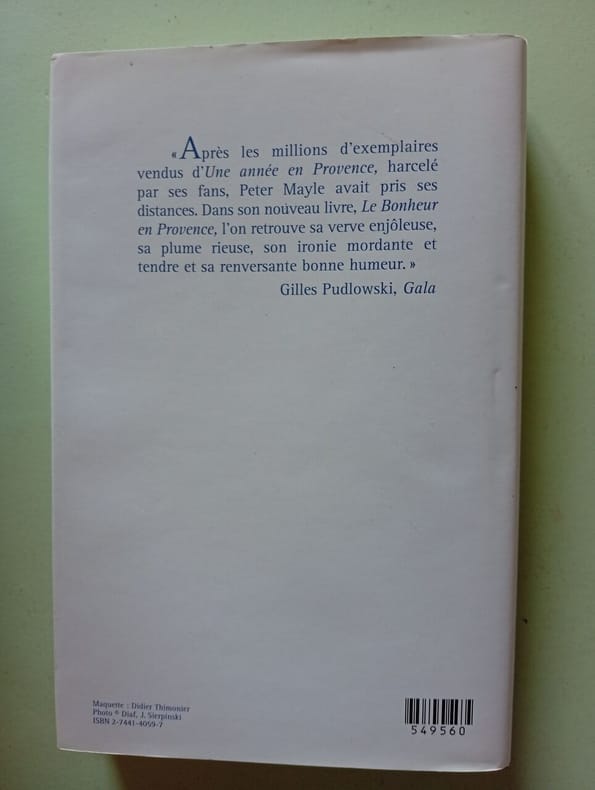 « Après les millions d'exemplaires
vendus d'Une année en Provence, harcelé
par ses fans, Peter Mayle avait pris ses
distances. Dans son nouveau livre, Le Bonheur
en Provence, l'on retrouve sa verve enjôleuse,
sa plume rieuse, son ironie mordante et
tendre et sa renversante bonne humeur. »
Gilles Pudlowski, Gala
Maquette : Didier Thimonier
Photo © Diaf, J. Sierpinski
ISBN 2-7441-4059-7
549560